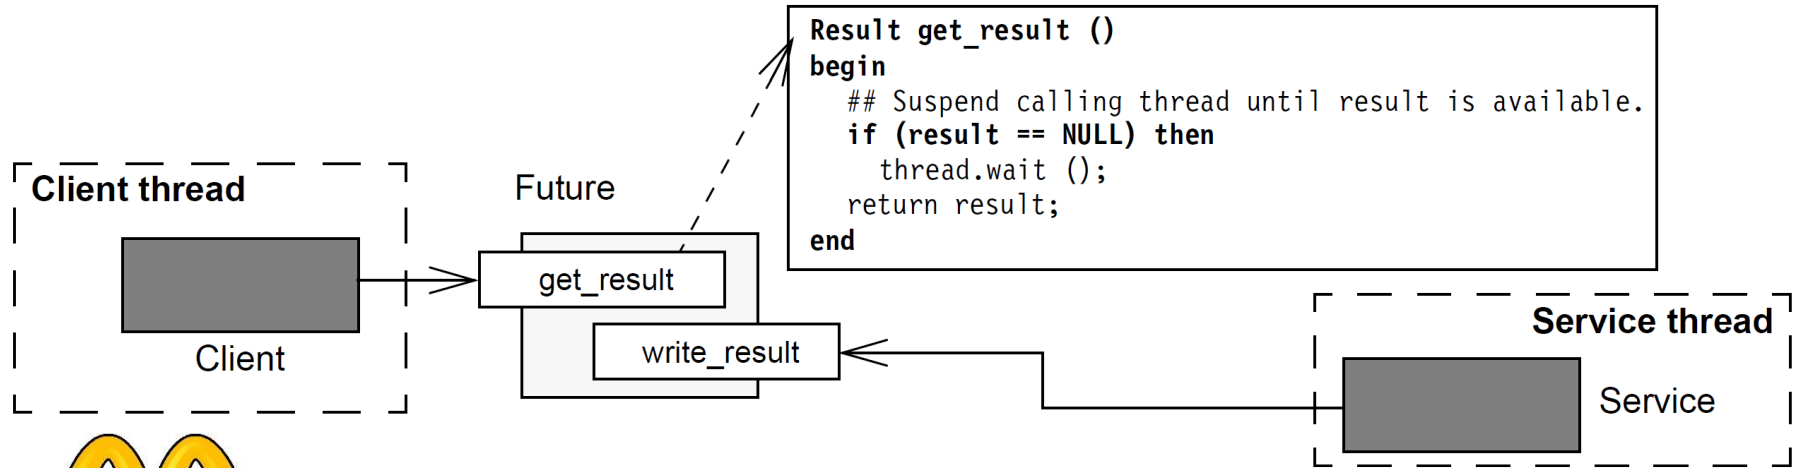 Result get_result ()
begin
## Suspend calling thread until result is available.
if (result == NULL) then
thread.wait ();
return result;
end
Client thread
Future
get_result
Client
write_result
Service thread
Service